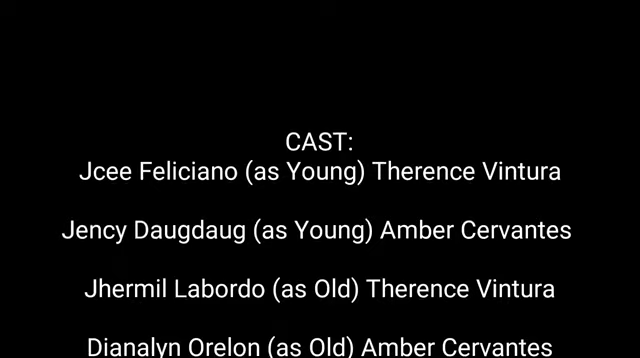 CAST:
Jcee Feliciano (as Young) Therence Vintura
Jency Daugdaug (as Young) Amber Cervantes
Jhermil Labordo (as Old) Therence Vintura
Dianalyn Orelon (as Old) Amber Cervantes